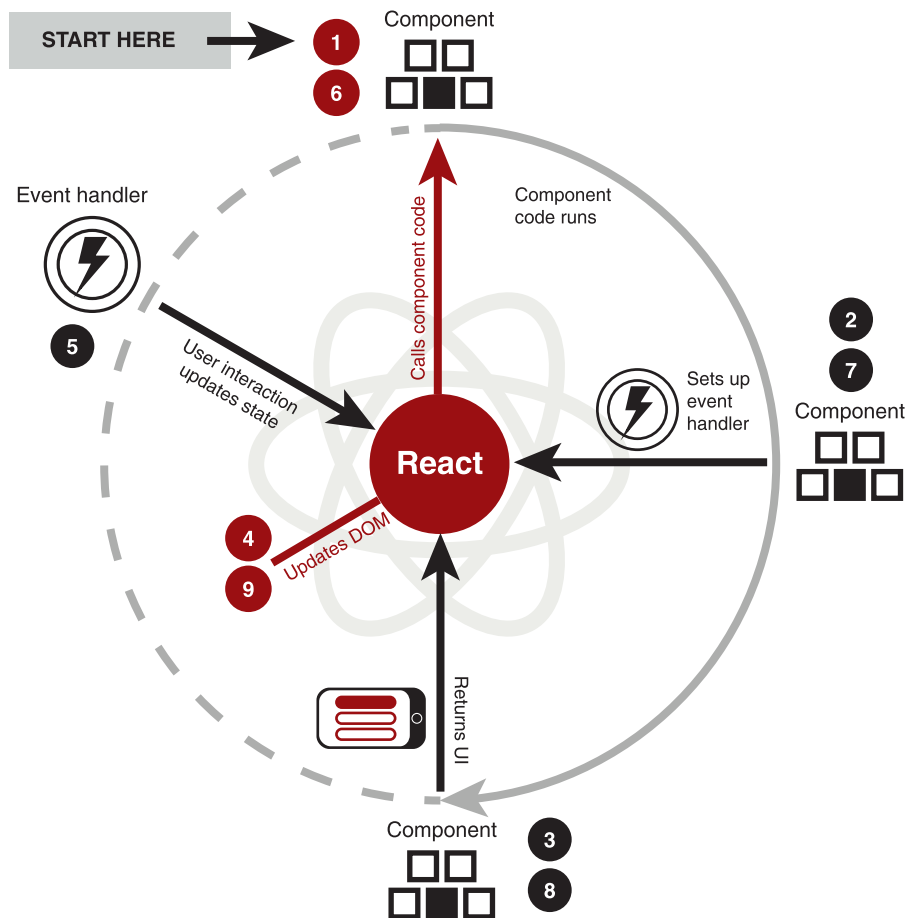 START HERE
1
6
Component
Event handler
5
Component
code runs
Calls component code
User interaction
updates state
2
7
Sets up
event
handler
Component
React
4
9
Updates DOM
Returns UI
Component
3
8